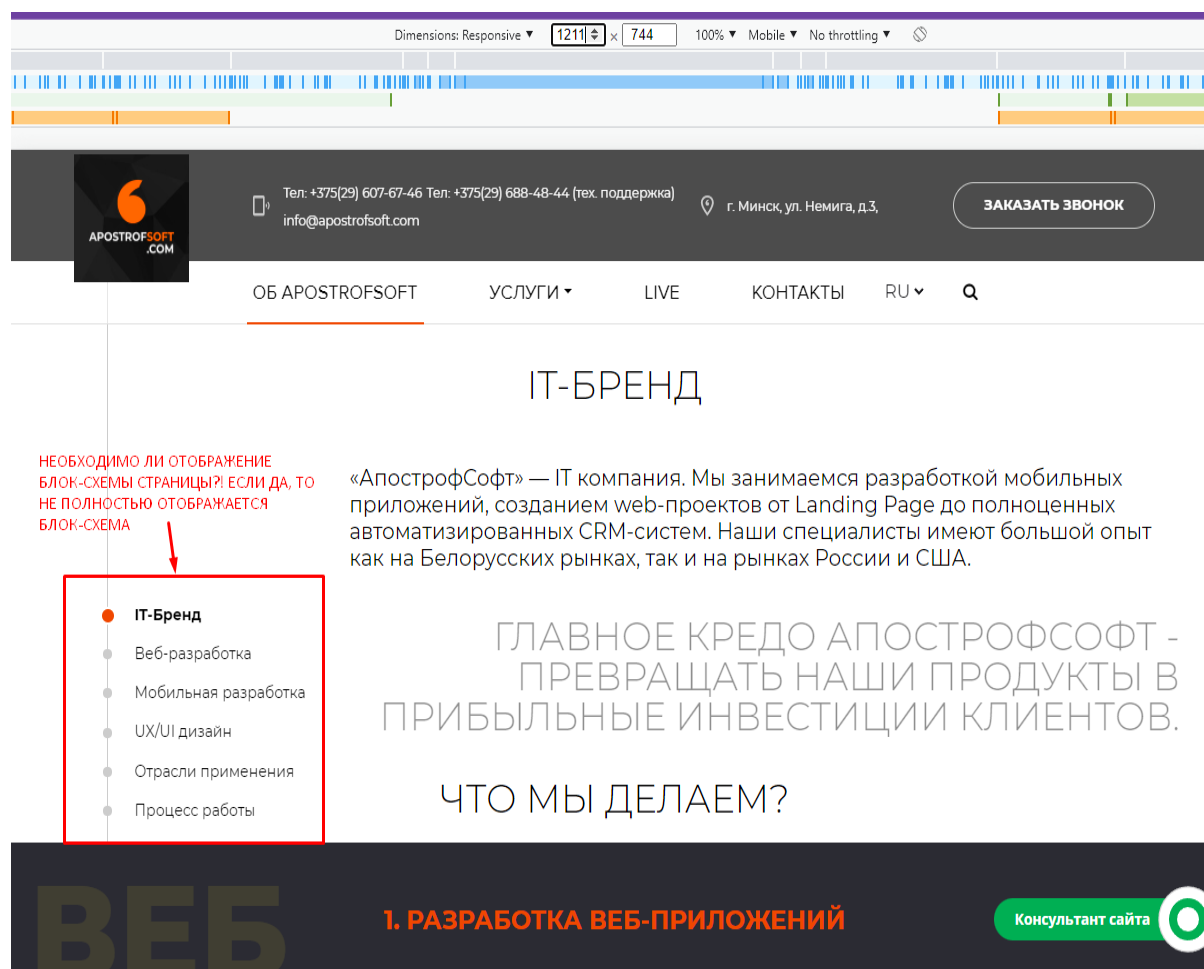 Dimensions: Responsive ▼ 1211 × 744 100% ▼ Mobile ▼ No throttling ▼
APOSTROFSOFT
.COM
Тел: +375(29) 607-67-46 Тел: +375(29) 688-48-44 (тех. поддержка)
info@apostrofsoft.com
г. Минск, ул. Немига, д.3,
ЗАКАЗАТЬ ЗВОНОК
ОБ APOSTROFSOFT УСЛУГИ LIVE КОНТАКТЫ RU
IT-БРЕНД
НЕОБХОДИМО ЛИ ОТОБРАЖЕНИЕ
БЛОК-СХЕМЫ СТРАНИЦЫ?! ЕСЛИ ДА, ТО
НЕ ПОЛНОСТЬЮ ОТОБРАЖАЕТСЯ
БЛОК-СХЕМА
«АпострофСофт» — IT компания. Мы занимаемся разработкой мобильных
приложений, созданием web-проектов от Landing Page до полноценных
автоматизированных CRM-систем. Наши специалисты имеют большой опыт
как на Белорусских рынках, так и на рынках России и США.
IT-Бренд
Веб-разработка
Мобильная разработка
UX/UI дизайн
Отрасли применения
Процесс работы
ГЛАВНОЕ КРЕДО АПОСТРОФСОФТ -
ПРЕВРАЩАТЬ НАШИ ПРОДУКТЫ В
ПРИБЫЛЬНЫЕ ИНВЕСТИЦИИ КЛИЕНТОВ.
ЧТО МЫ ДЕЛАЕМ?
ВЕБ
1. РАЗРАБОТКА ВЕБ-ПРИЛОЖЕНИЙ
Консультант сайта